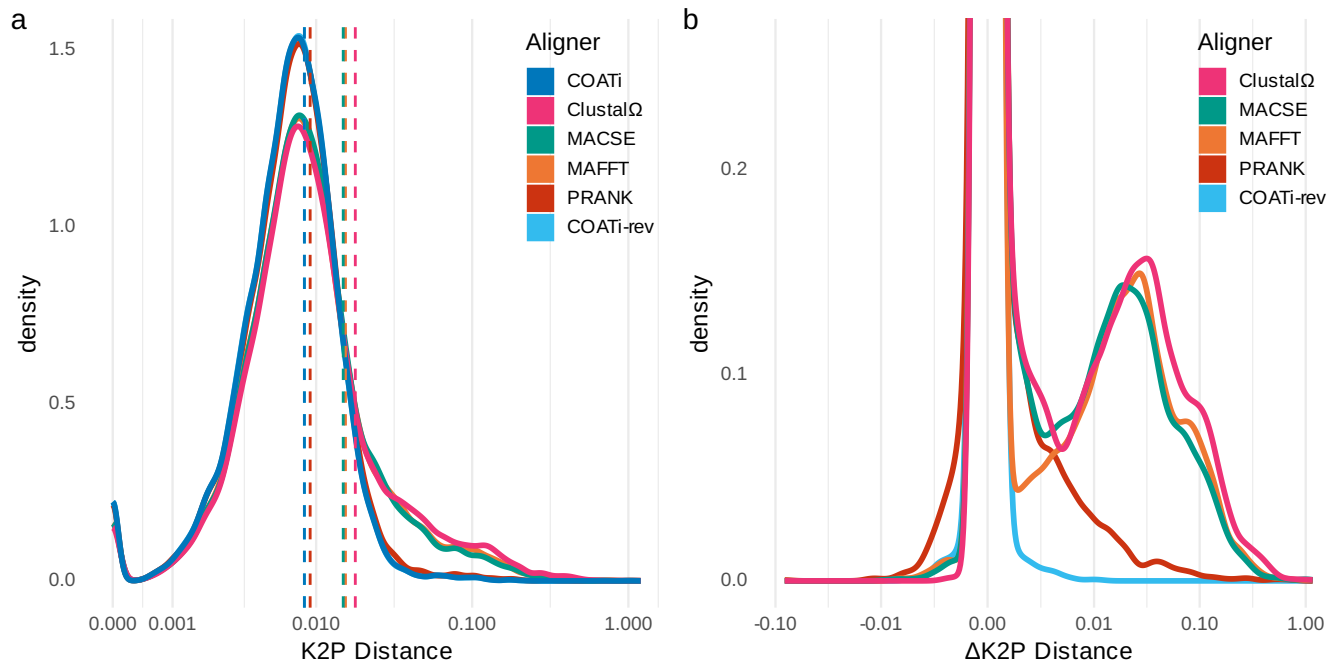 a
Aligner
COATi
ClustalΩ
MACSE
MAFFT
PRANK
COATi-rev
1.5
1.0
0.5
0.0
density
0.000 0.001 0.010 0.100 1.000
K2P Distance
b
Aligner
ClustalΩ
MACSE
MAFFT
PRANK
COATi-rev
0.2
0.1
0.0
density
-0.10 -0.01 0.00 0.01 0.10 1.00
ΔK2P Distance